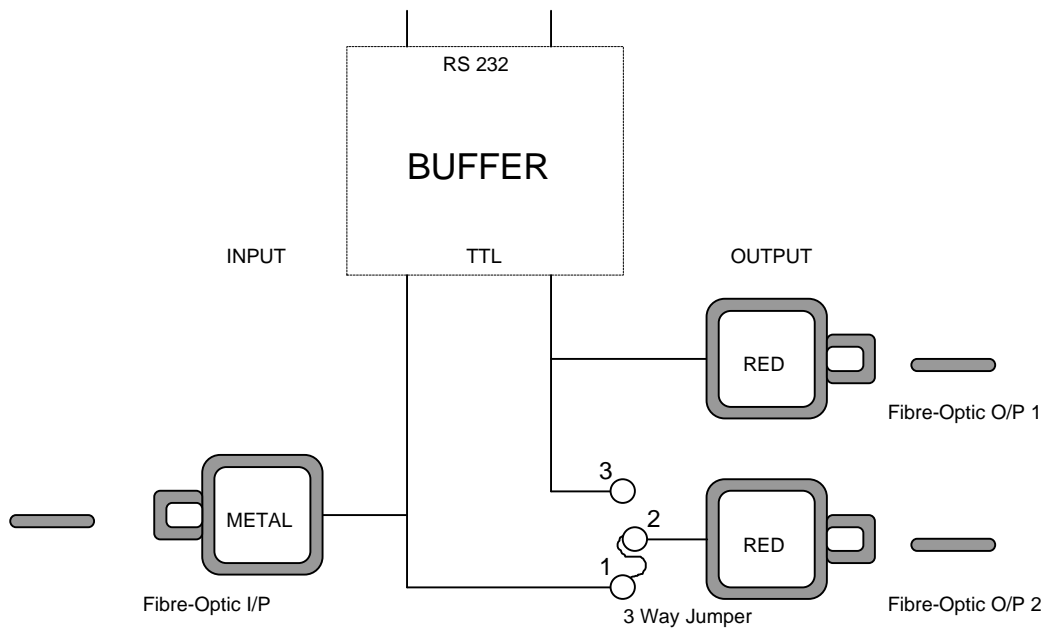 RS 232
BUFFER
INPUT
TTL
OUTPUT
RED
Fibre-Optic O/P 1
3
METAL
2
RED
1
Fibre-Optic I/P
3 Way Jumper
Fibre-Optic O/P 2